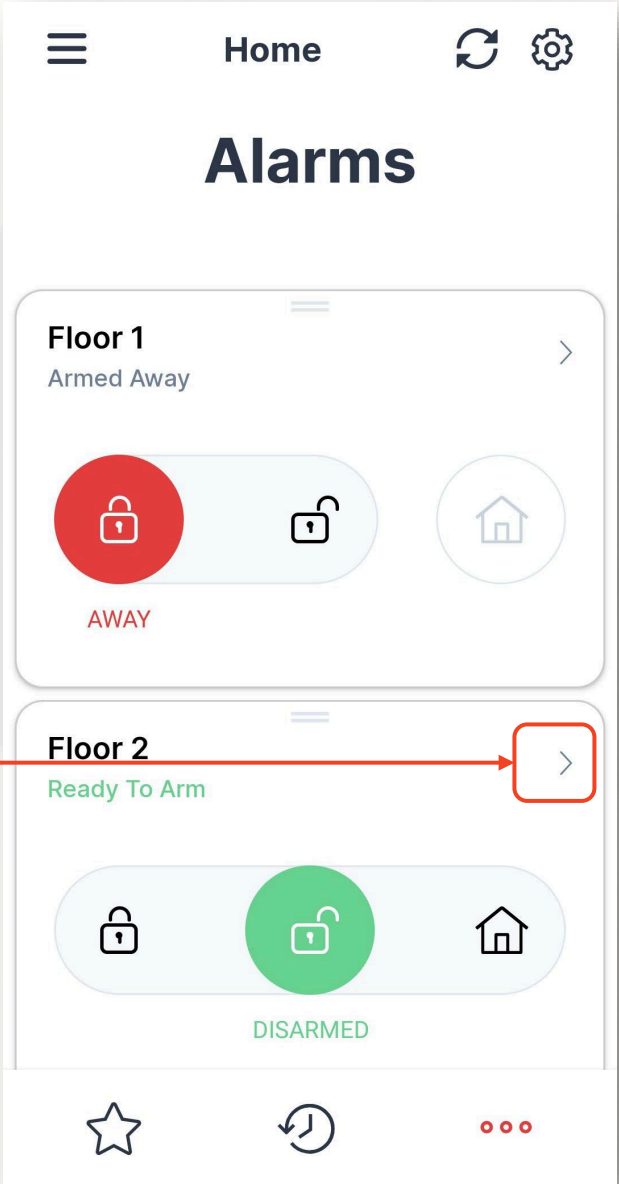 Home
Alarms
Floor 1
Armed Away
AWAY
Floor 2
Ready To Arm
DISARMED